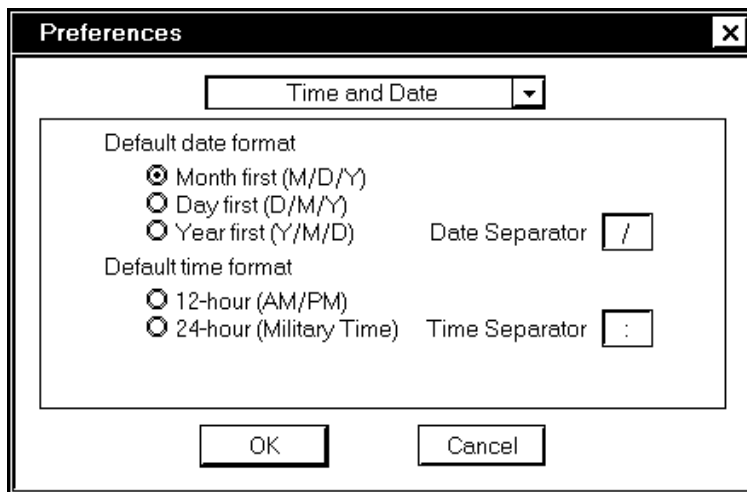 Preferences
Time and Date
Default date format
Month first (M/D/Y)
Day first (D/M/Y)
Year first (Y/M/D) Date Separator /
Default time format
12-hour (AM/PM)
24-hour (Military Time) Time Separator :
OK Cancel